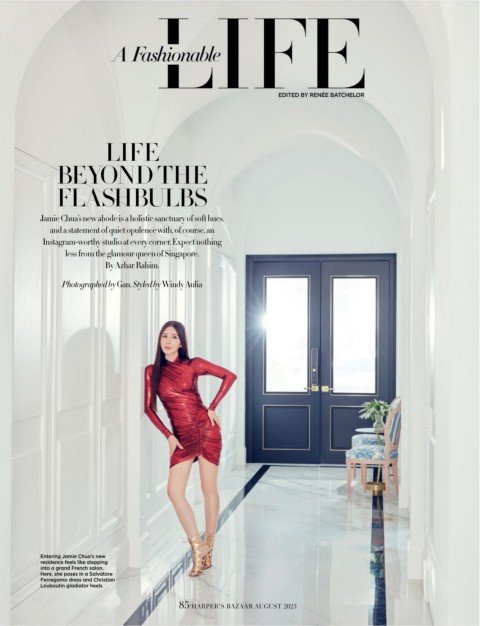 A Fashionable LIFE
EDITED BY RENÉE BATCHELOR
LIFE
BEYOND THE
FLASHBULBS
Jamie Chua's new abode is a holistic sanctuary of soft hues,
and a statement of quiet opulence with, of course, an
Instagram-worthy studio at every corner. Expect nothing
less from the glamour queen of Singapore.
By Azhar Rahim.
Photographed by Gan. Styled by Windy Aulia
Entering Jamie Chua's new
residence feels like stepping
into a grand French salon.
Here, she poses in a Salvatore
Ferragamo dress and Christian
Louboutin gladiator heels
85 HARPER'S BAZAAR AUGUST 2023